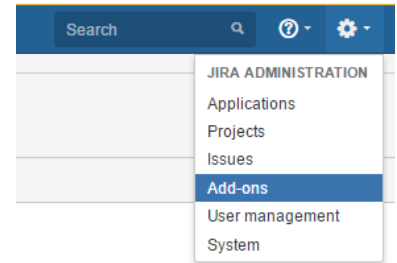 Search
JIRA ADMINISTRATION
Applications
Projects
Issues
Add-ons
User management
System